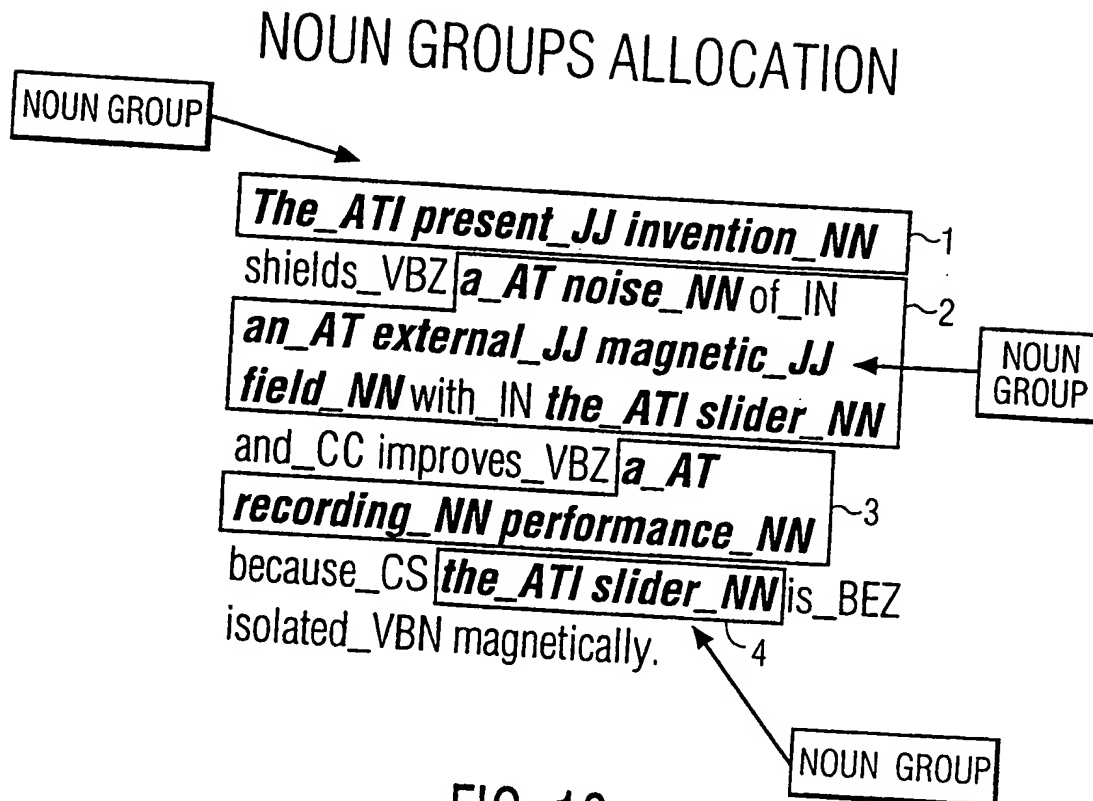 NOUN GROUPS ALLOCATION
NOUN GROUP
The_ATI present_JJ invention_NN ~1
shields_VBZ a_AT noise_NN of_IN ~2
an_AT external_JJ magnetic_JJ
NOUN
GROUP
field_NN with_IN the_ATI slider_NN
and_CC improves_VBZ a_AT
recording_NN performance_NN ~3
because_CS the_ATI slider_NN is_BEZ
isolated_VBN magnetically. 4
NOUN GROUP